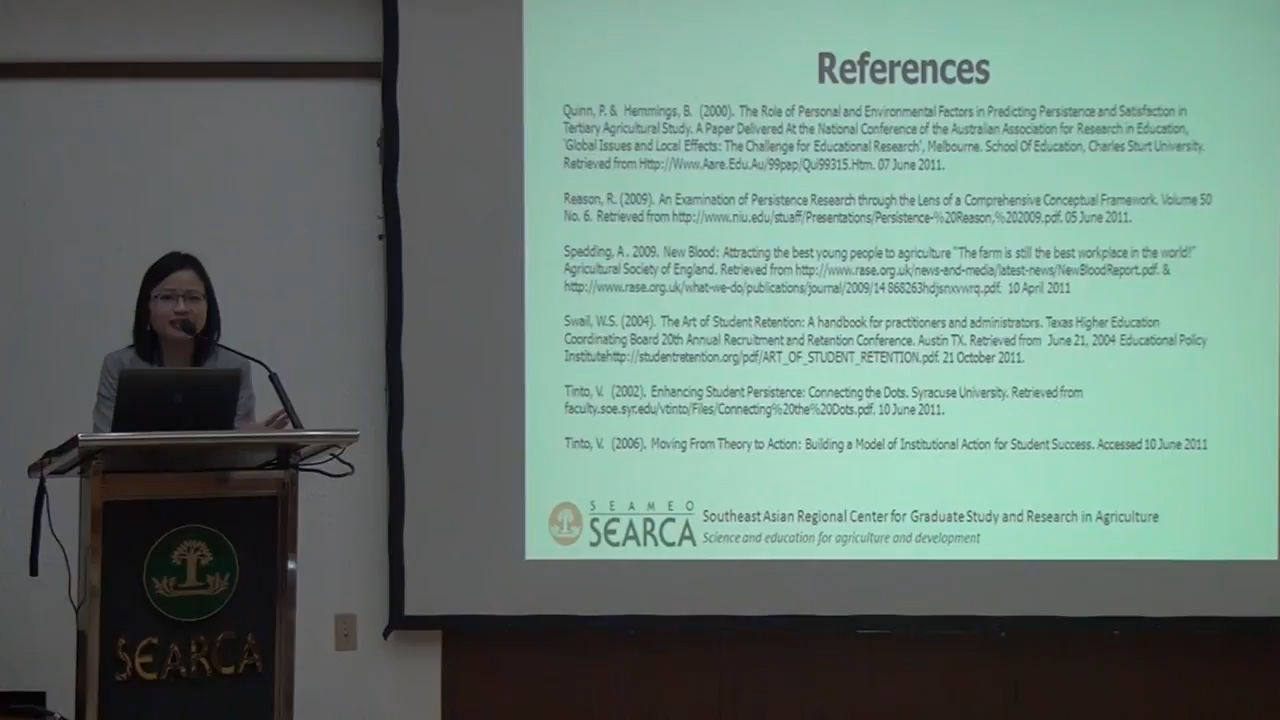 References
Quinn, P. & Hemmings, B. (2000). The Role of Personal and Environmental Factors in Predicting Persistence and Satisfaction in
Tertiary Agricultural Study. A Paper Delivered At the National Conference of the Australian Association for Research in Education,
'Global Issues and Local Effects: The Challenge for Educational Research', Melbourne. School Of Education, Charles Sturt University.
Retrieved from Http://Www.Aare.Edu.Au/99pap/Qui99315.Htm. 07 June 2011.
Reason, R. (2009). An Examination of Persistence Research through the Lens of a Comprehensive Conceptual Framework. Volume 50
No. 6. Retrieved from http://www.niu.edu/stuaff/Presentations/Persistence-%20Reason,%202009.pdf. 05 June 2011.
Spedding, A. 2009. New Blood: Attracting the best young people to agriculture "The farm is still the best workplace in the world!"
Agricultural Society of England. Retrieved from http://www.rase.org.uk/news-and-media/latest-news/NewBloodReport.pdf. &
http://www.rase.org.uk/what-we-do/publications/journal/2009/14 868263hdjsnxvwrq.pdf. 10 April 2011
Swail, W.S. (2004). The Art of Student Retention: A handbook for practitioners and administrators. Texas Higher Education
Coordinating Board 20th Annual Recruitment and Retention Conference. Austin TX. Retrieved from June 21, 2004 Educational Policy
Institutehttp://studentretention.org/pdf/ART_OF_STUDENT_RETENTION.pdf. 21 October 2011.
Tinto, V. (2002). Enhancing Student Persistence: Connecting the Dots. Syracuse University. Retrieved from
faculty.soe.syr.edu/vtinto/Files/Connecting%20the%20Dots.pdf. 10 June 2011.
Tinto, V. (2006). Moving From Theory to Action: Building a Model of Institutional Action for Student Success. Accessed 10 June 2011
SEAMEO
SEARCA
Southeast Asian Regional Center for Graduate Study and Research in Agriculture
Science and education for agriculture and development
SEARCA